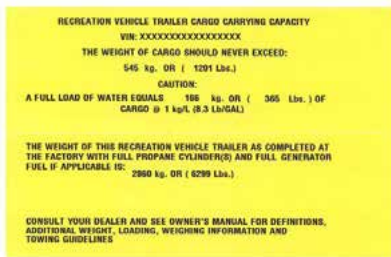 RECREATION VEHICLE TRAILER CARGO CARRYING CAPACITY
VIN: XXXXXXXXXXXXXXXXX
THE WEIGHT OF CARGO SHOULD NEVER EXCEED:
545 kg. OR ( 1201 Lbs.)
CAUTION:
A FULL LOAD OF WATER EQUALS 166 kg. OR ( 365 Lbs. ) OF
CARGO @ 1 kg/L (8.3 Lb/GAL)
THE WEIGHT OF THIS RECREATION VEHICLE TRAILER AS COMPLETED AT
THE FACTORY WITH FULL PROPANE CYLINDER(S) AND FULL GENERATOR
FUEL IF APPLICABLE IS:
2860 kg. OR ( 6299 Lbs.)
CONSULT YOUR DEALER AND SEE OWNER'S MANUAL FOR DEFINITIONS,
ADDITIONAL WEIGHT, LOADING, WEIGHING INFORMATION AND
TOWING GUIDELINES